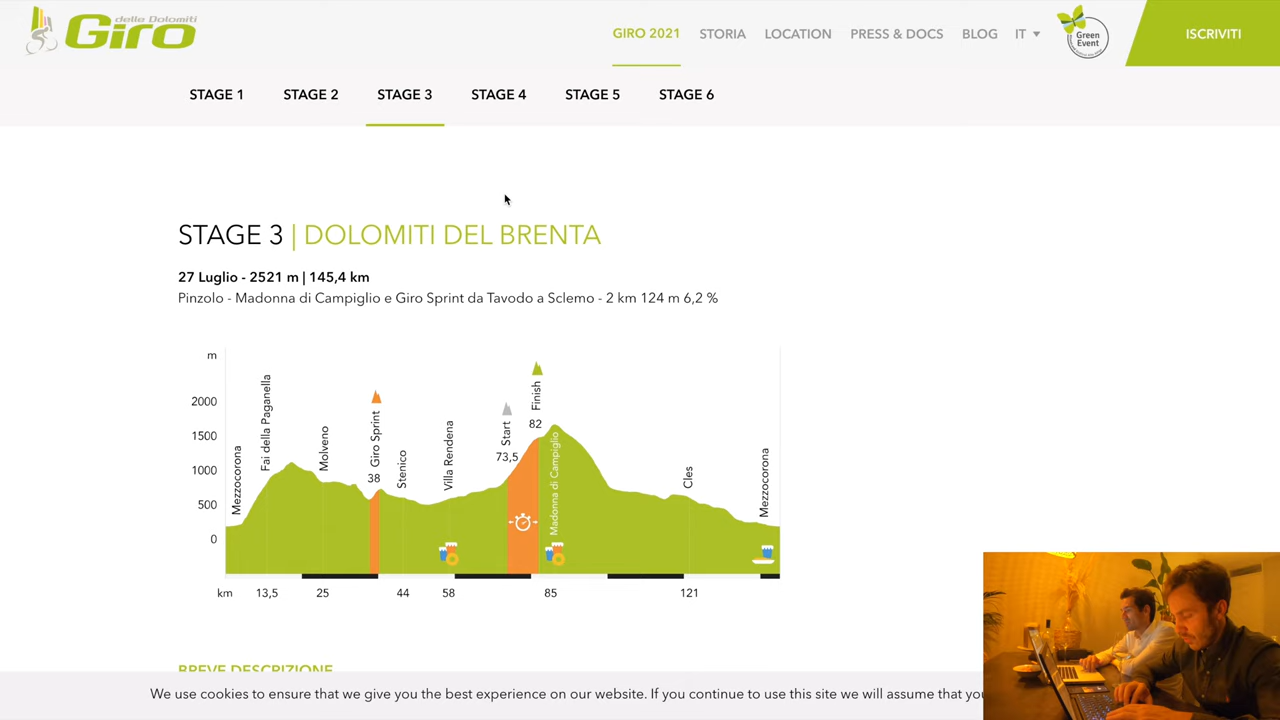 delle Dolomiti
Giro
GIRO 2021
STORIA
LOCATION
PRESS & DOCS
BLOG
IT
Green
Event
ISCRIVITI
STAGE 1
STAGE 2
STAGE 3
STAGE 4
STAGE 5
STAGE 6
STAGE 3 | DOLOMITI DEL BRENTA
27 Luglio - 2521 m | 145,4 km
Pinzolo - Madonna di Campiglio e Giro Sprint da Tavodo a Sclemo - 2 km 124 m 6,2 %
m
2000
1500
1000
500
0
Mezzocorona
Fai della Paganella
Molveno
Giro Sprint
38
Stenico
Villa Rendena
Start
73,5
Finish
82
Madonna di Campiglio
Cles
Mezzocorona
km
13,5
25
44
58
85
121
BREVE DESCRIZIONE
We use cookies to ensure that we give you the best experience on our website. If you continue to use this site we will assume that you